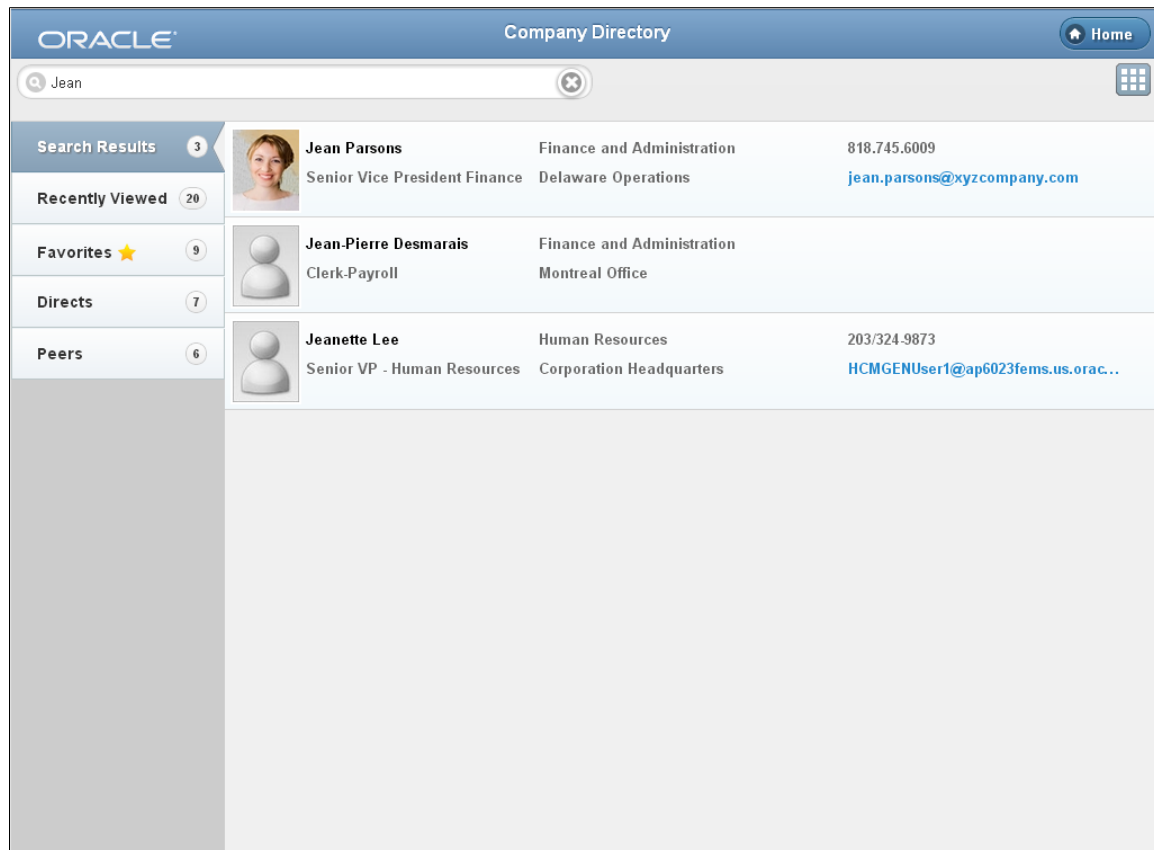 ORACLE
Company Directory
Home
Jean
Search Results 3
Recently Viewed 20
Favorites 9
Directs 7
Peers 6
Jean Parsons Finance and Administration 818.745.6009
Senior Vice President Finance Delaware Operations jean.parsons@xyzcompany.com
Jean-Pierre Desmarais Finance and Administration
Clerk-Payroll Montreal Office
Jeanette Lee Human Resources 203/324-9873
Senior VP - Human Resources Corporation Headquarters HCMGENUser1@ap6023fems.us.orac...